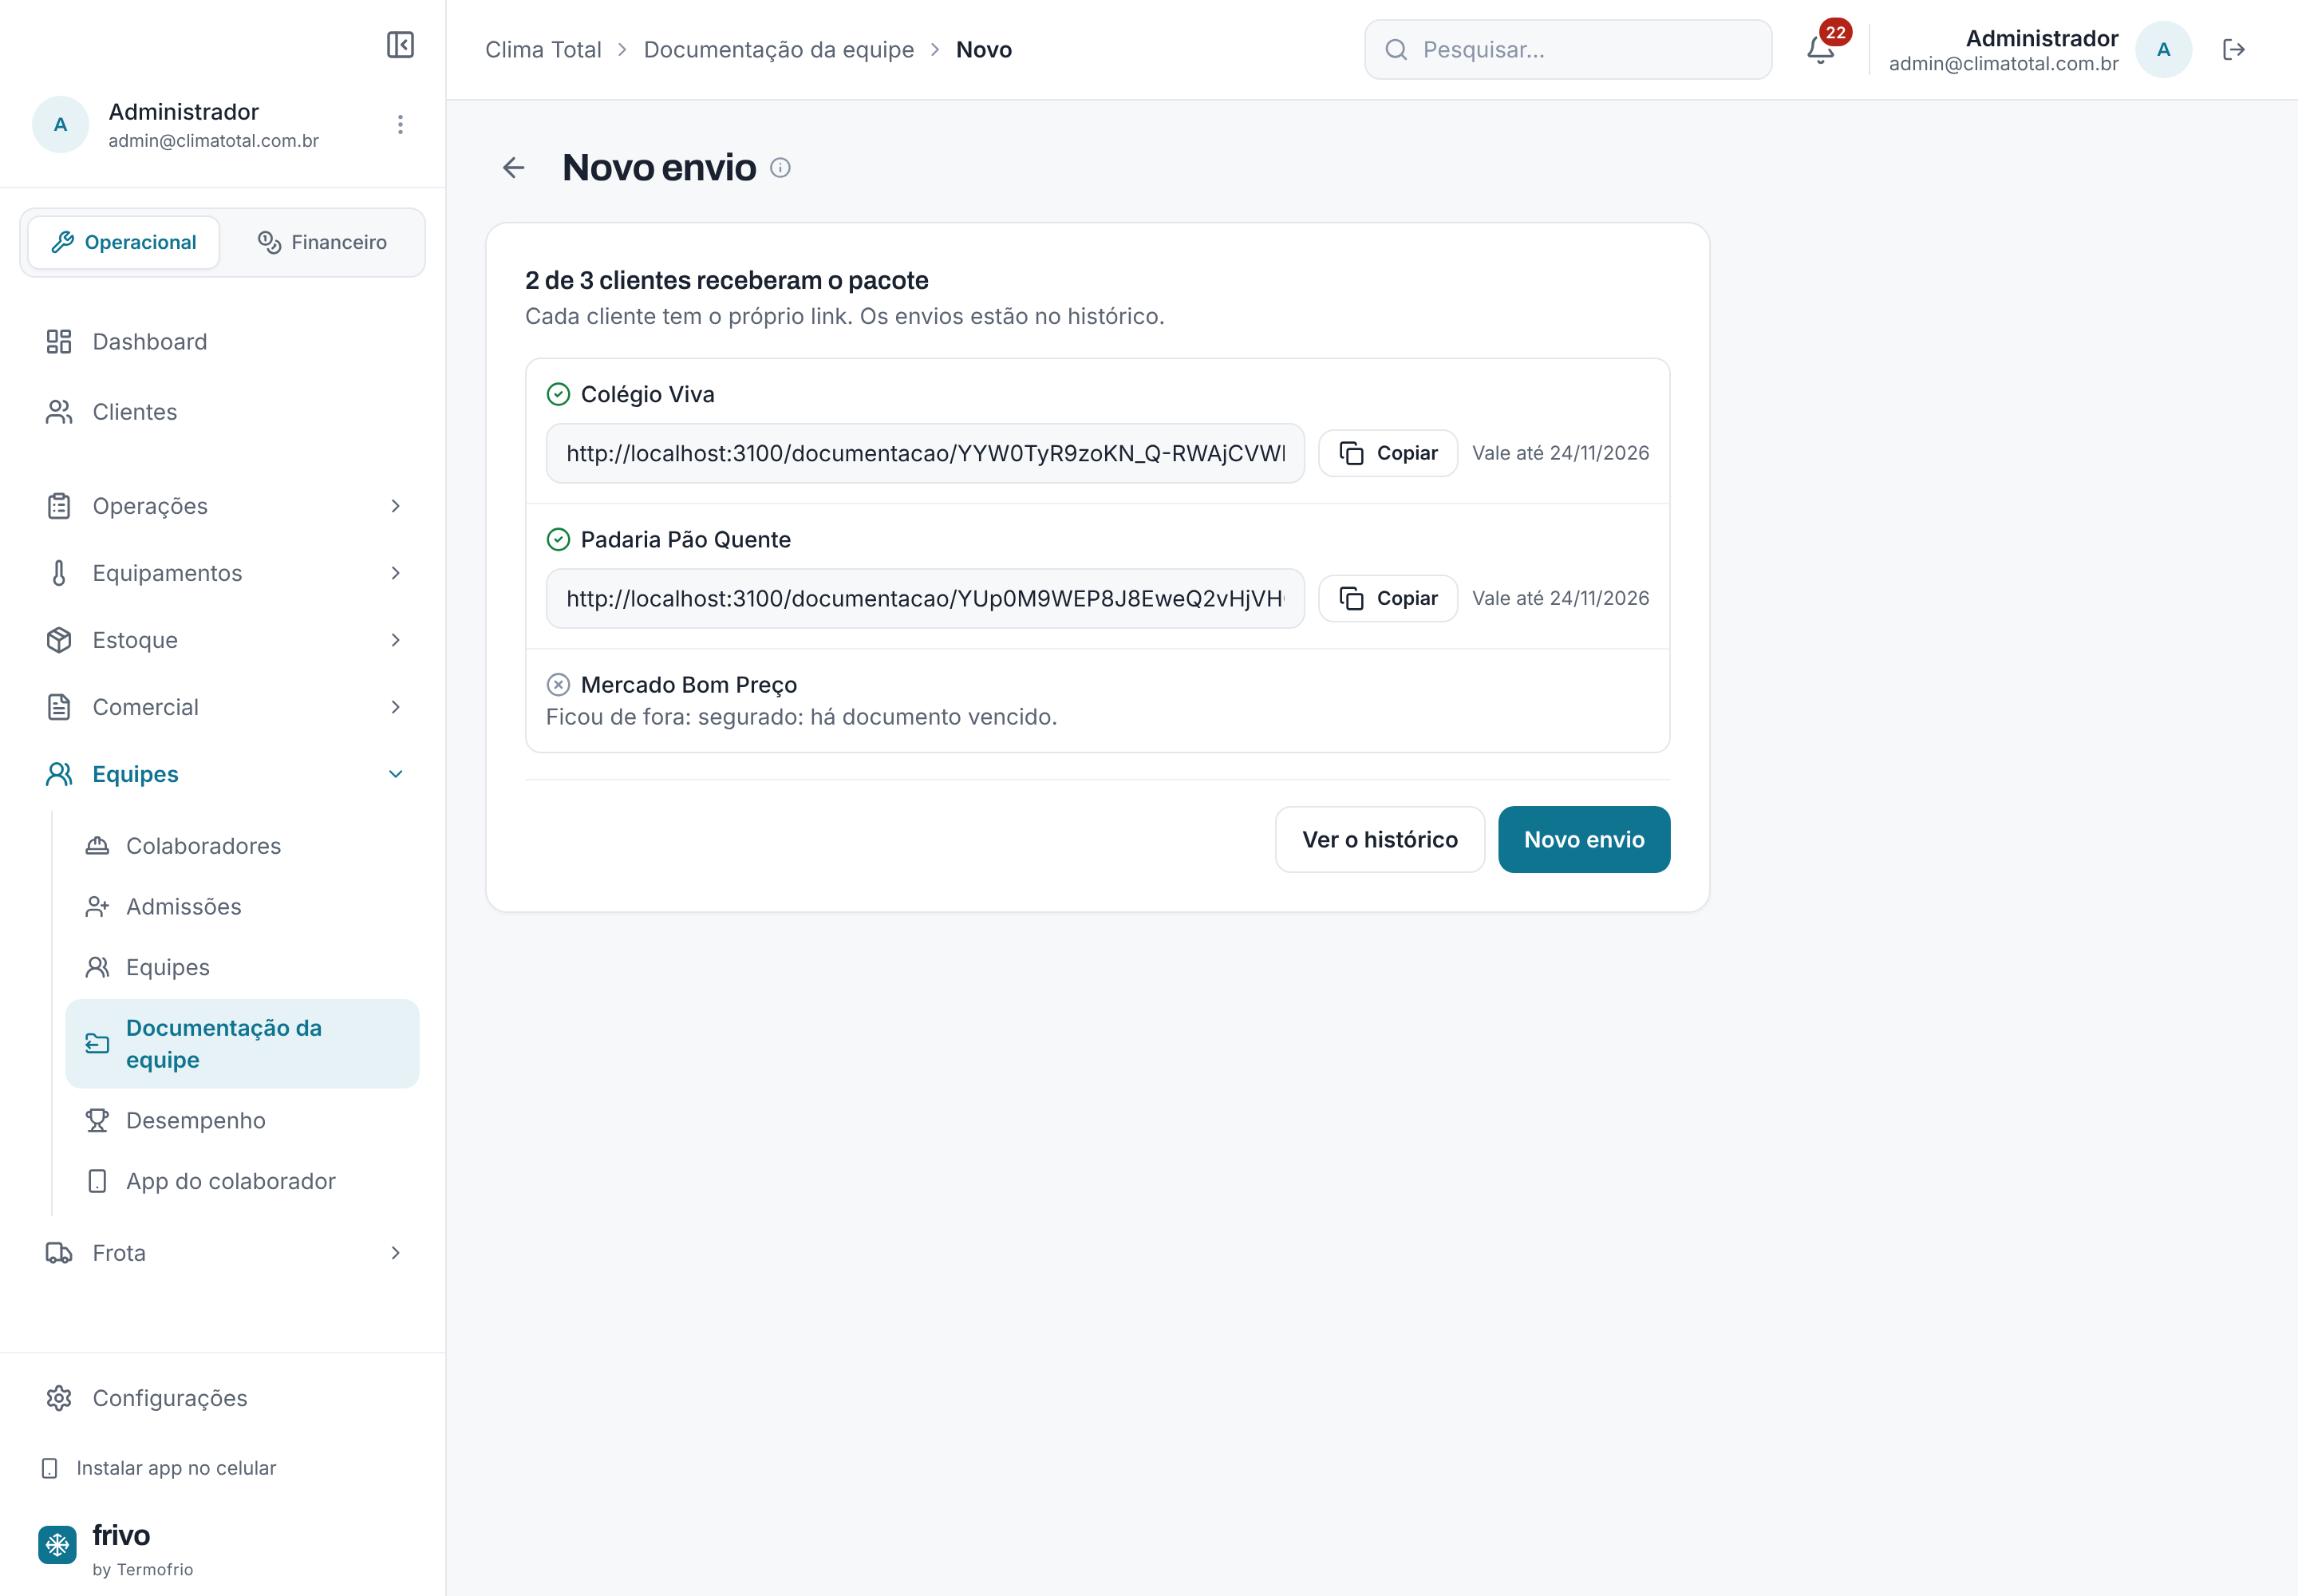 A
Administrador
admin@climatotal.com.br
Operacional
Financeiro
Dashboard
Clientes
Operações
Equipamentos
Estoque
Comercial
Equipes
Colaboradores
Admissões
Equipes
Documentação da
equipe
Desempenho
App do colaborador
Frota
Configurações
Instalar app no celular
frivo
by Termofrio
Clima Total > Documentação da equipe > Novo
Pesquisar...
22
Administrador
admin@climatotal.com.br
A
Novo envio
2 de 3 clientes receberam o pacote
Cada cliente tem o próprio link. Os envios estão no histórico.
Colégio Viva
http://localhost:3100/documentacao/YYW0TyR9zoKN_Q-RWAjCVW Copiar Vale até 24/11/2026
Padaria Pão Quente
http://localhost:3100/documentacao/YUp0M9WEP8J8EweQ2vHjVH Copiar Vale até 24/11/2026
Mercado Bom Preço
Ficou de fora: segurado: há documento vencido.
Ver o histórico
Novo envio